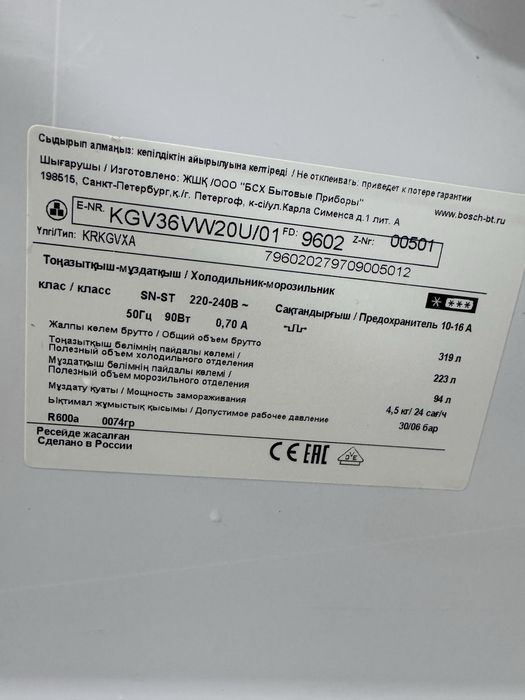 Сыдырып алмаңыз: кепілдіктің айырылуына келтіреді / Не отклеивать: приведет к потере гарантии
Шығарушы / Изготовлено: ЖШҚ /ООО "БСХ Бытовые Приборы"
www.bosch-bt.ru
198515, Санкт-Петербург,қ./г. Петергоф, к-сі/ул.Карла Сименса д.1 лит. А
E-NR. KGV36VW20U/01 FD: 9602 Z-Nr: 00501
796020279709005012
Үлгі/Тип: KRKGVXA
Тоңазытқыш-мұздатқыш / Холодильник-морозильник
клас / класс SN-ST 220-240В ~ Сақтандырғыш / Предохранитель 10-16 А
50Гц 90Вт 0,70 А
Жалпы көлем брутто / Общий объем брутто 319 л
Тоңазытқыш бөлімнің пайдалы көлемі /
Полезный объем холодильного отделения 223 л
Мұздатқыш бөлімнің пайдалы көлемі /
Полезный объем морозильного отделения 94 л
Мұздату қуаты / Мощность замораживания 4,5 кг/ 24 сағ/ч
Ықтимал жұмыстық қысымы / Допустимое рабочее давление 30/06 бар
R600a 0074гр
Ресейде жасалған
Сделано в России
CE EAC